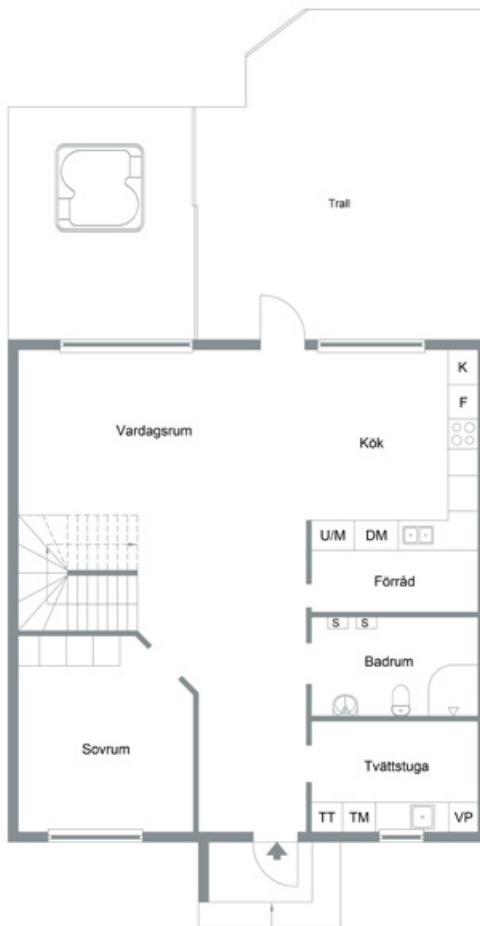 Trall
K
F
Vardagsrum
Kök
U/M DM
Förråd
S S
Badrum
Sovrum
Tvättstuga
TT TM VP